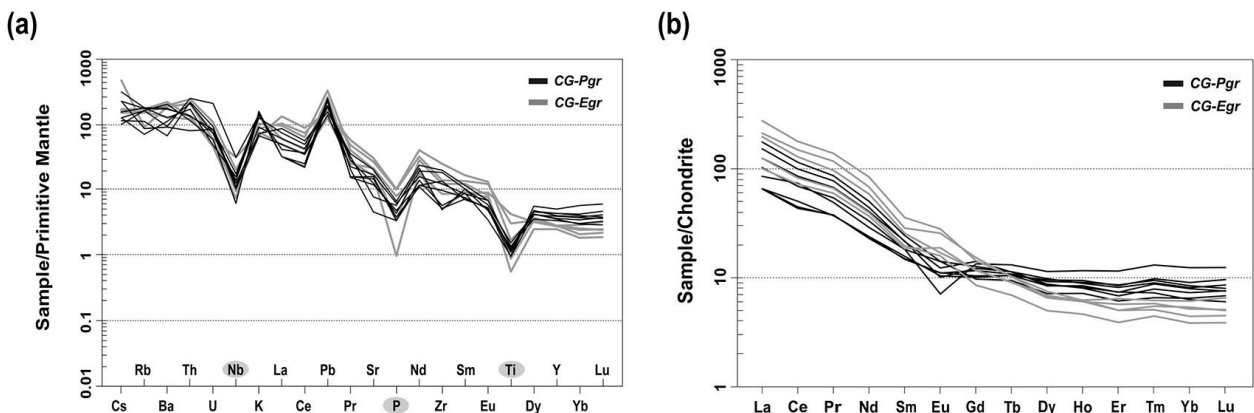 (a)
1000
100
10
1
0.1
0.01
Sample/Primitive Mantle
CG-Pgr
CG-Egr
Rb Th Nb La Pb Sr Nd Sm Ti Y Lu
Cs Ba U K Ce Pr P Zr Eu Dy Yb
(b)
1000
100
10
1
Sample/Chondrite
CG-Pgr
CG-Egr
La Ce Pr Nd Sm Eu Gd Tb Dy Ho Er Tm Yb Lu